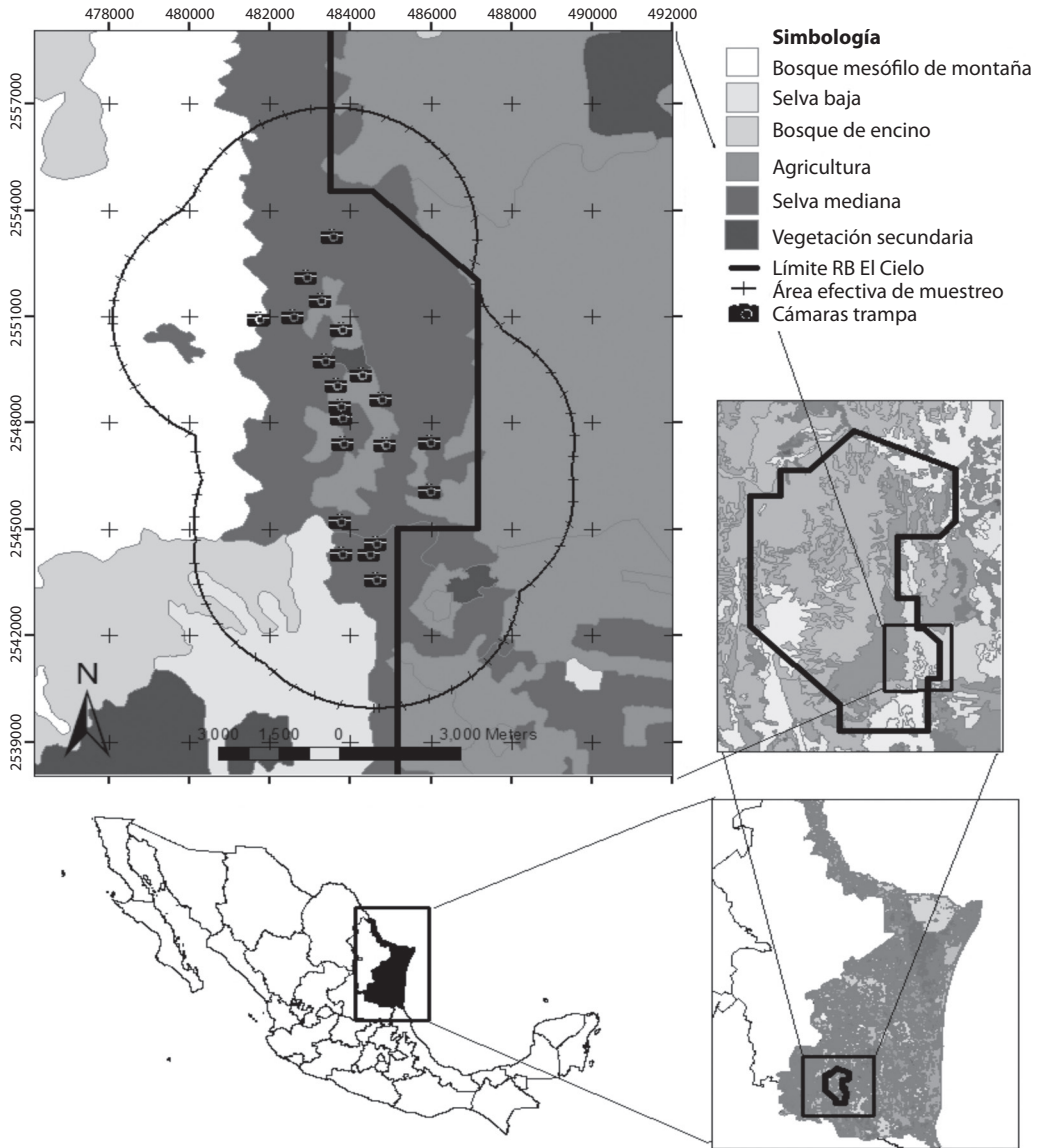 478000 480000 482000 484000 486000 488000 490000 492000
2557000
2554000
2551000
2548000
2545000
2542000
2539000
N
3,000 1,500 0 3,000 Meters
Simbología
Bosque mesófilo de montaña
Selva baja
Bosque de encino
Agricultura
Selva mediana
Vegetación secundaria
Límite RB El Cielo
Área efectiva de muestreo
Cámaras trampa